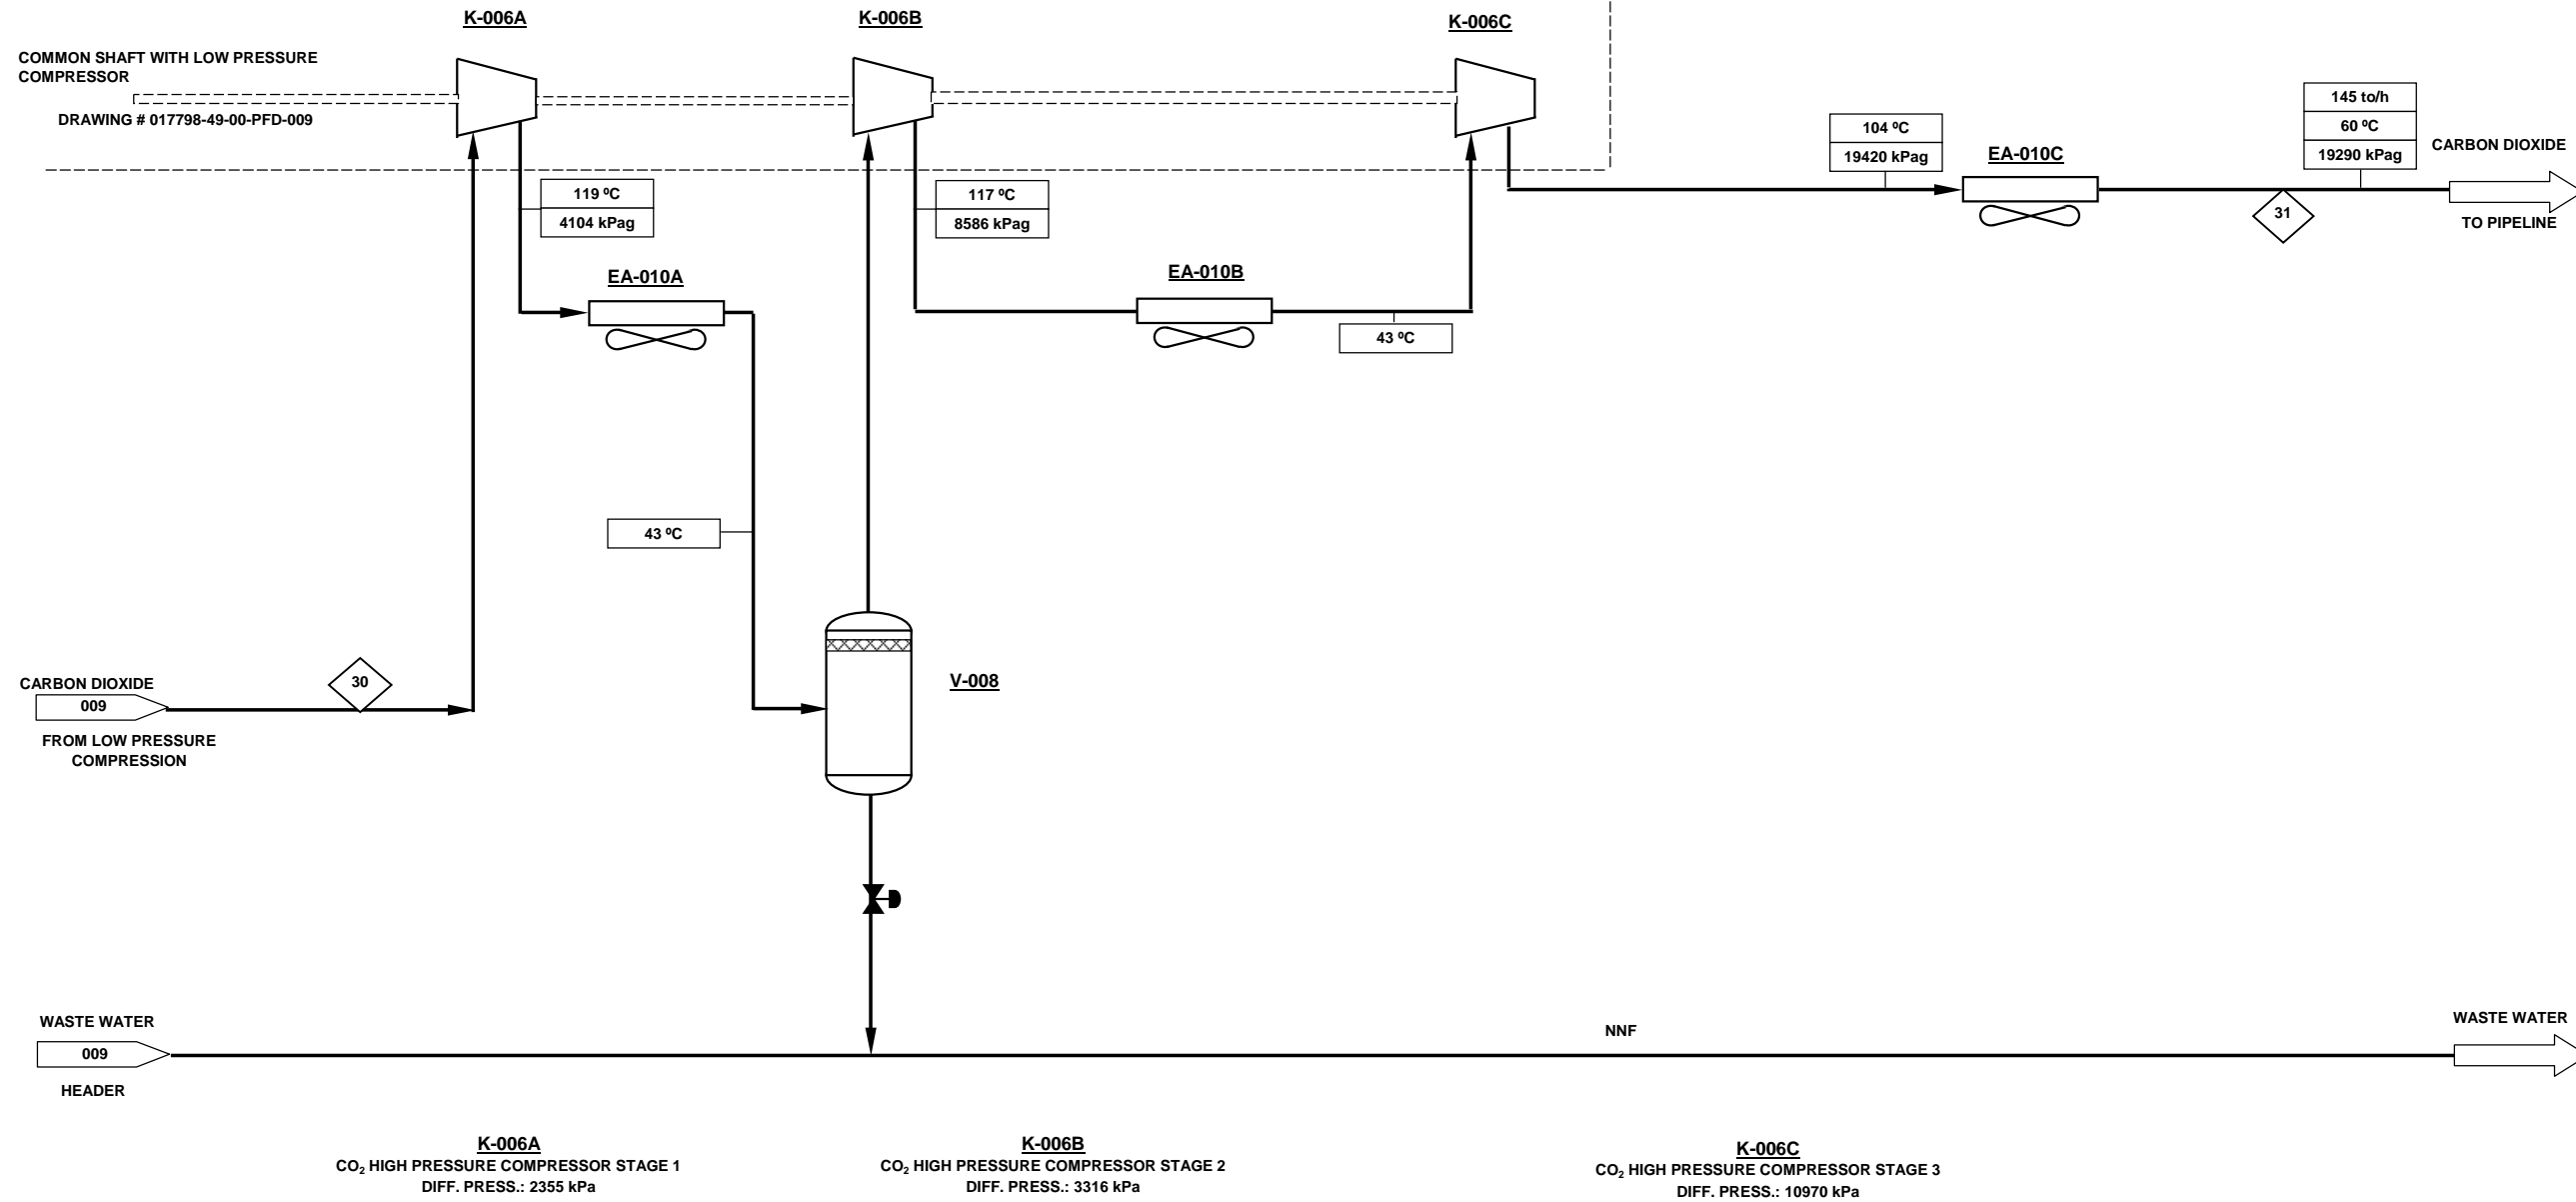 K-006A
K-006B
K-006C
COMMON SHAFT WITH LOW PRESSURE
COMPRESSOR
DRAWING # 017798-49-00-PFD-009
119 ºC
4104 kPag
117 ºC
8586 kPag
104 ºC
19420 kPag
EA-010C
145 to/h
60 ºC
19290 kPag
CARBON DIOXIDE
TO PIPELINE
31
EA-010A
EA-010B
43 ºC
43 ºC
V-008
CARBON DIOXIDE
009
30
FROM LOW PRESSURE
COMPRESSION
WASTE WATER
009
HEADER
NNF
WASTE WATER
K-006A
CO₂ HIGH PRESSURE COMPRESSOR STAGE 1
DIFF. PRESS.: 2355 kPa
K-006B
CO₂ HIGH PRESSURE COMPRESSOR STAGE 2
DIFF. PRESS.: 3316 kPa
K-006C
CO₂ HIGH PRESSURE COMPRESSOR STAGE 3
DIFF. PRESS.: 10970 kPa